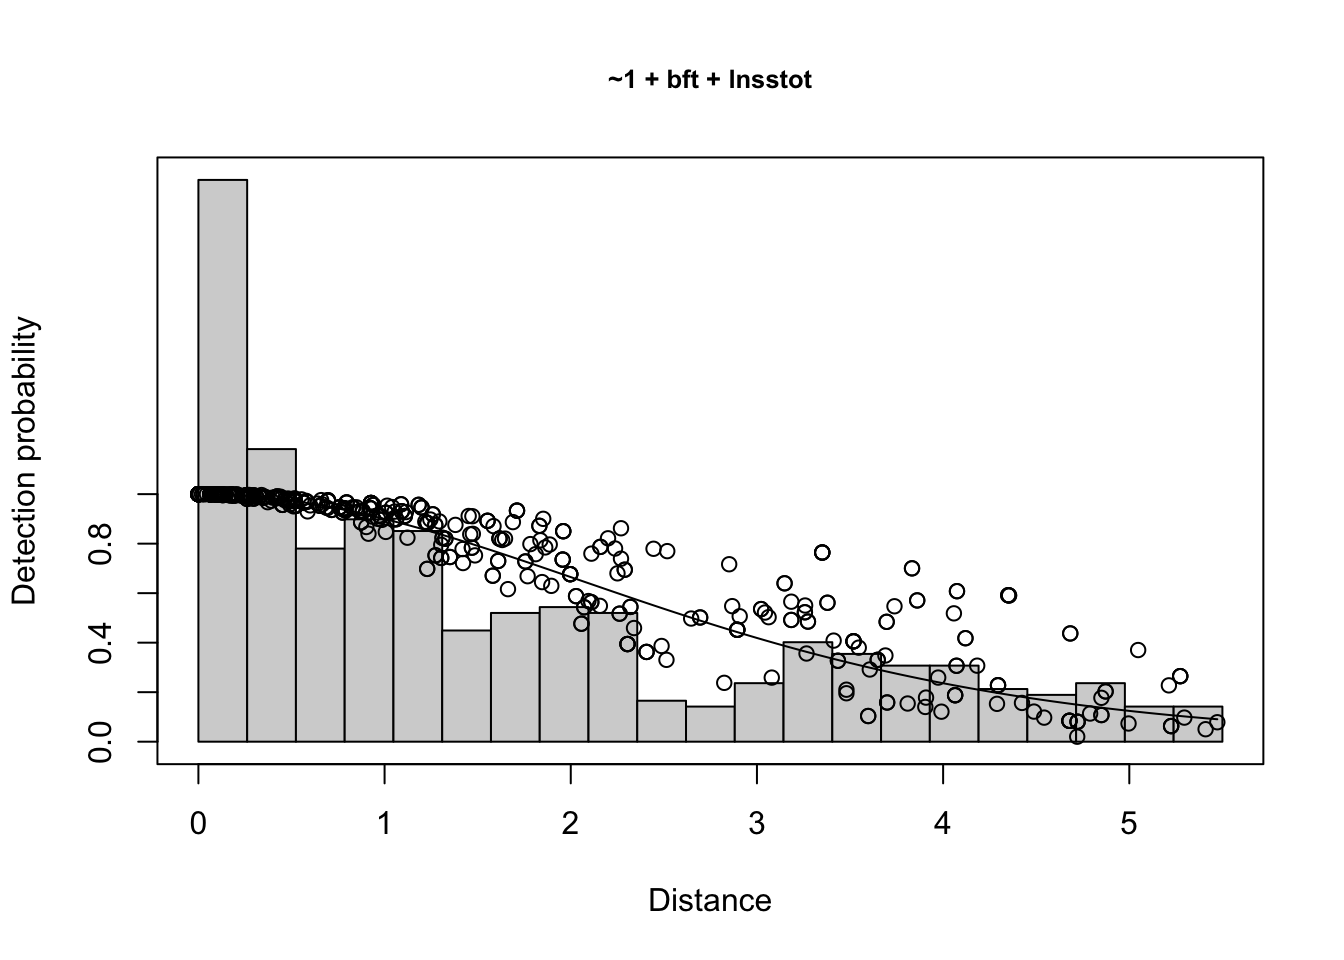 ~1 + bft + lnsstot
Detection probability
0.8
0.4
0.0
0 1 2 3 4 5
Distance